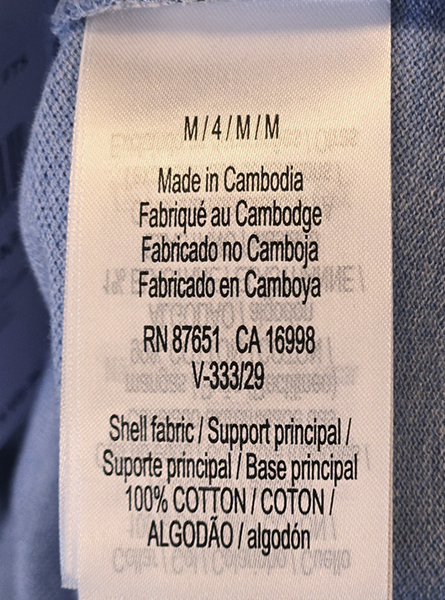 M / 4 / M / M
Made in Cambodia
Fabriqué au Cambodge
Fabricado no Camboja
Fabricado en Camboya
RN 87651 CA 16998
V-333/29
Shell fabric / Support principal /
Suporte principal / Base principal
100% COTTON / COTON /
ALGODÃO / algodón